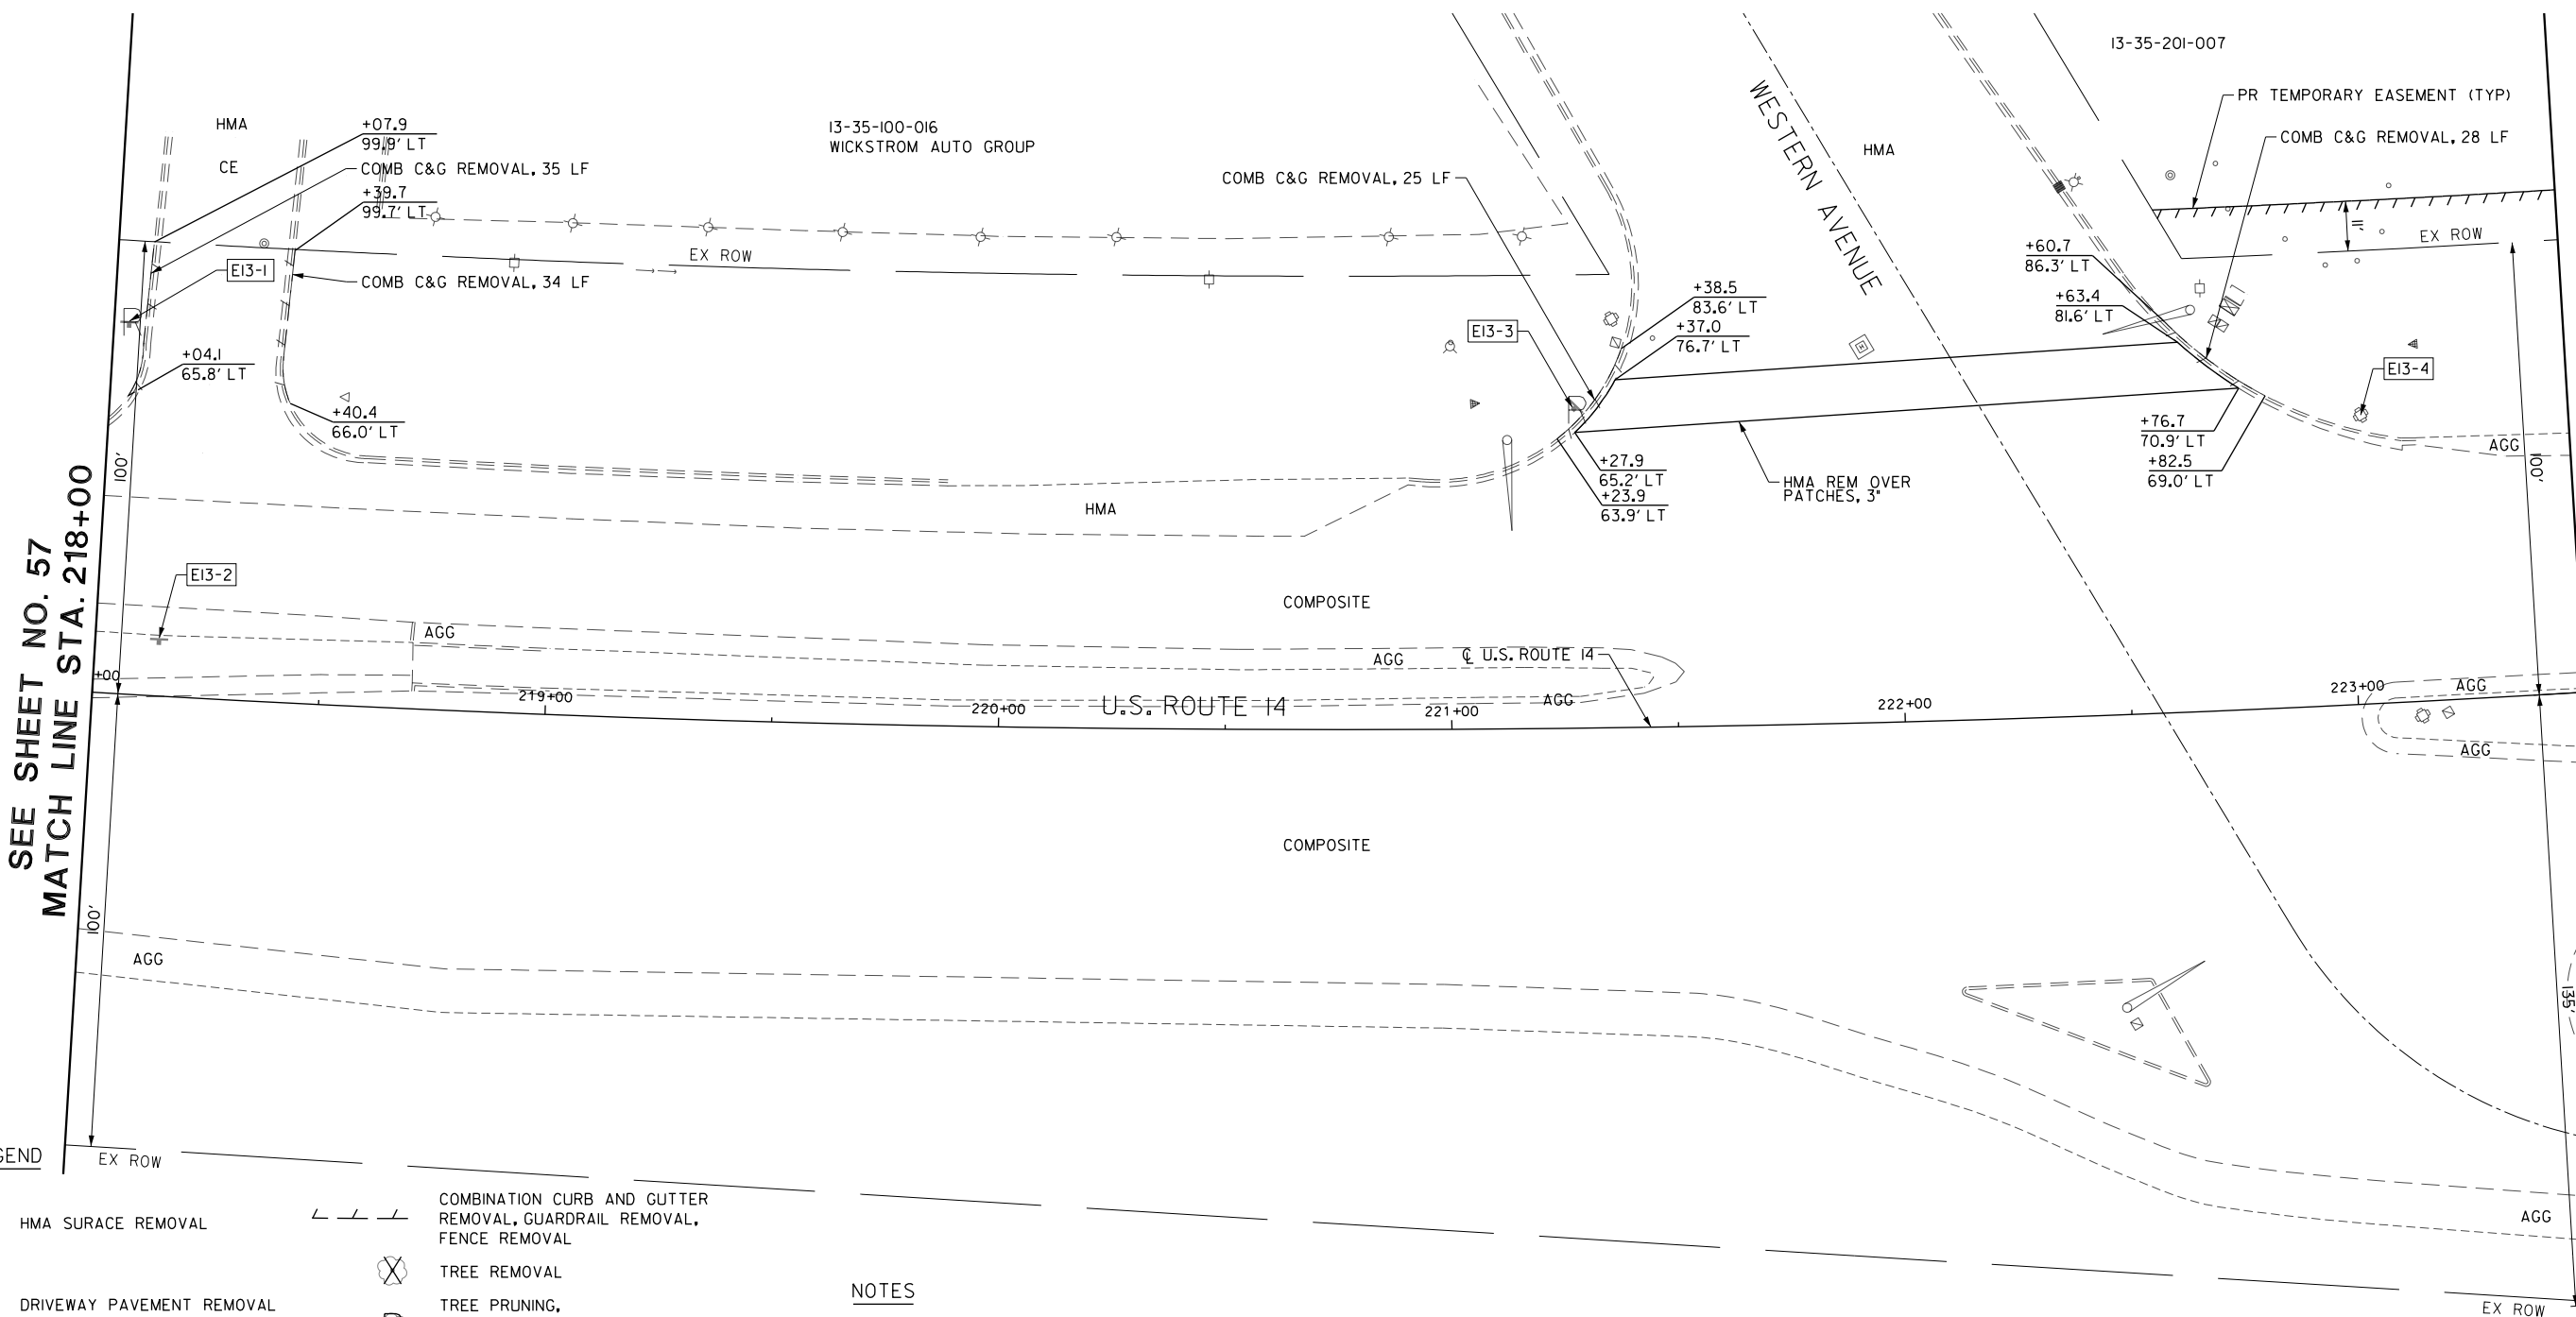 13-35-201-007
PR TEMPORARY EASEMENT (TYP)
COMB C&G REMOVAL, 28 LF
HMA
CE
+07.9
99.9' LT
COMB C&G REMOVAL, 35 LF
+39.7
99.7' LT
COMB C&G REMOVAL, 34 LF
E13-1
13-35-100-016
WICKSTROM AUTO GROUP
COMB C&G REMOVAL, 25 LF
WESTERN AVENUE
HMA
EX ROW
11'
EX ROW
+60.7
86.3' LT
+63.4
81.6' LT
+38.5
83.6' LT
+37.0
76.7' LT
E13-3
E13-4
+04.1
65.8' LT
+40.4
66.0' LT
+76.7
70.9' LT
+82.5
69.0' LT
AGG
100'
+27.9
65.2' LT
+23.9
63.9' LT
HMA REM OVER
PATCHES, 3"
100'
HMA
SEE SHEET NO. 57
MATCH LINE STA. 218+00
E13-2
COMPOSITE
AGG
AGG
℄ U.S. ROUTE 14
+00
219+00
220+00
U.S. ROUTE 14
221+00
AGG
222+00
223+00
AGG
AGG
COMPOSITE
100'
AGG
135'
AGG
EX ROW
EX ROW
GEND
HMA SURACE REMOVAL
COMBINATION CURB AND GUTTER
REMOVAL, GUARDRAIL REMOVAL,
FENCE REMOVAL
TREE REMOVAL
DRIVEWAY PAVEMENT REMOVAL
TREE PRUNING,
NOTES